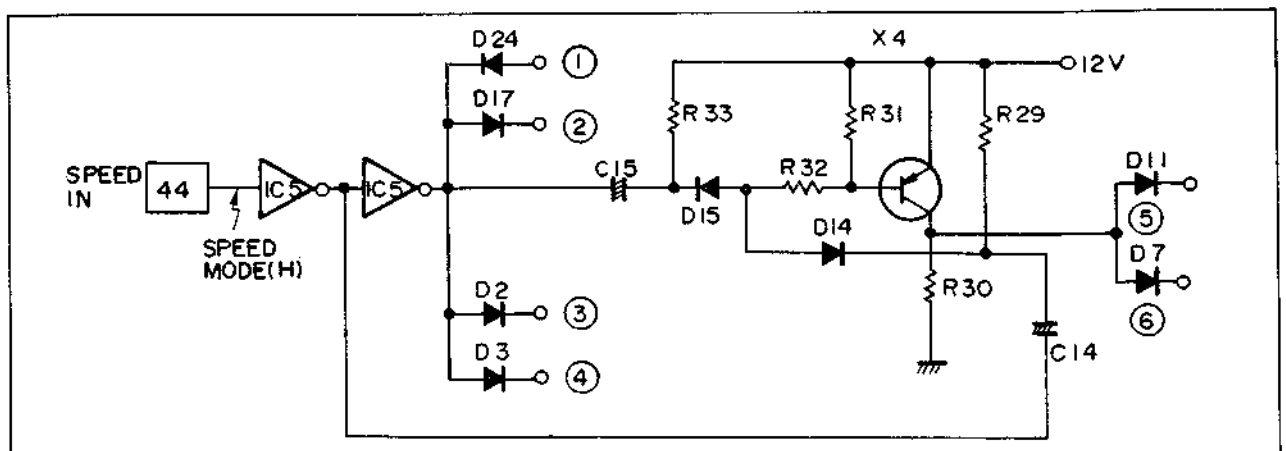 D24
①
X4
12V
D17
②
R33
R31
R29
SPEED
IN
44
IC5
IC5
C15
R32
D11
D15
SPEED
MODE(H)
D14
⑤
D7
D2
③
R30
⑥
D3
④
C14